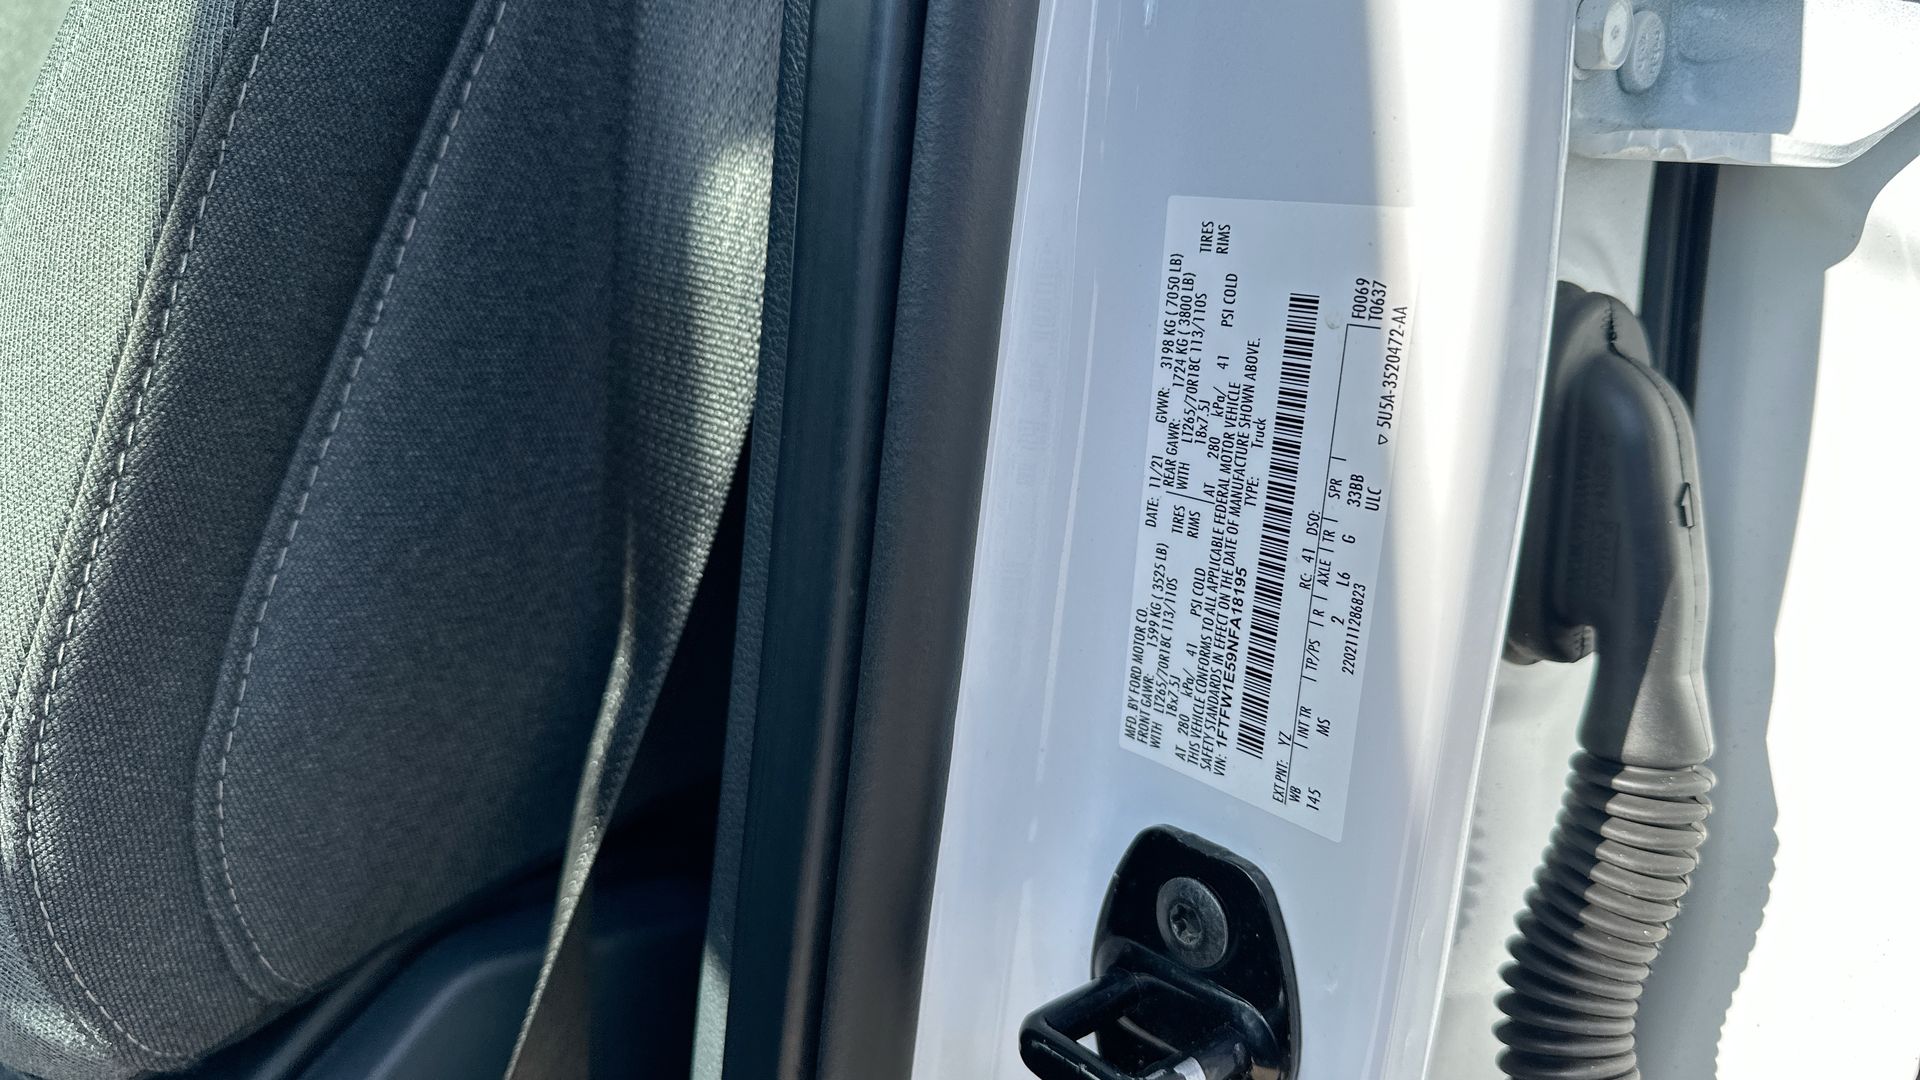 MFD. BY FORD MOTOR CO.
DATE: 11/21 GVWR: 3198 KG ( 7050 LB)
FRONT GAWR: 1599 KG ( 3525 LB) REAR GAWR: 1724 KG ( 3800 LB)
WITH LT265/70R18C 113/110S TIRES WITH LT265/70R18C 113/110S TIRES
18x7.5J RIMS 18x7.5J RIMS
AT 280 kPa/ 41 PSI COLD AT 280 kPa/ 41 PSI COLD
THIS VEHICLE CONFORMS TO ALL APPLICABLE FEDERAL MOTOR VEHICLE
SAFETY STANDARDS IN EFFECT ON THE DATE OF MANUFACTURE SHOWN ABOVE.
VIN: 1FTFW1E59NFA18195 TYPE: Truck
EXT PNT: YZ RC: 41 DSO: F0069
WB INT TR TP/PS R AXLE TR SPR T0637
145 MS 2 L6 G 33BB
2202111286823 ULC
▽ 5U5A-3520472-AA